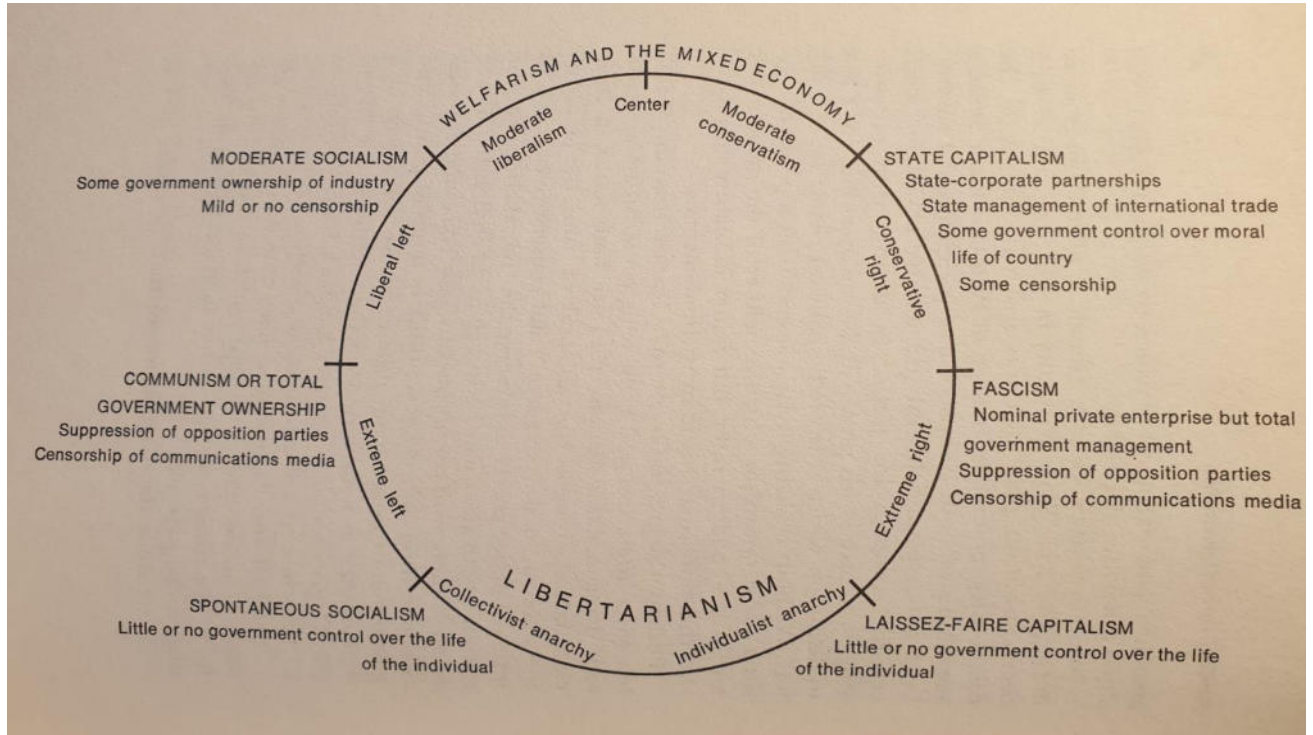 WELFARISM AND THE MIXED ECONOMY
Center
Moderate
liberalism
Moderate
conservatism
MODERATE SOCIALISM
Some government ownership of industry
Mild or no censorship
STATE CAPITALISM
State-corporate partnerships
State management of international trade
Some government control over moral
life of country
Some censorship
Liberal left
Conservative
right
COMMUNISM OR TOTAL
GOVERNMENT OWNERSHIP
Suppression of opposition parties
Censorship of communications media
FASCISM
Nominal private enterprise but total
government management
Suppression of opposition parties
Censorship of communications media
Extreme left
Extreme right
LIBERTARIANISM
Collectivist anarchy
Individualist anarchy
SPONTANEOUS SOCIALISM
Little or no government control over the life
of the individual
LAISSEZ-FAIRE CAPITALISM
Little or no government control over the life
of the individual